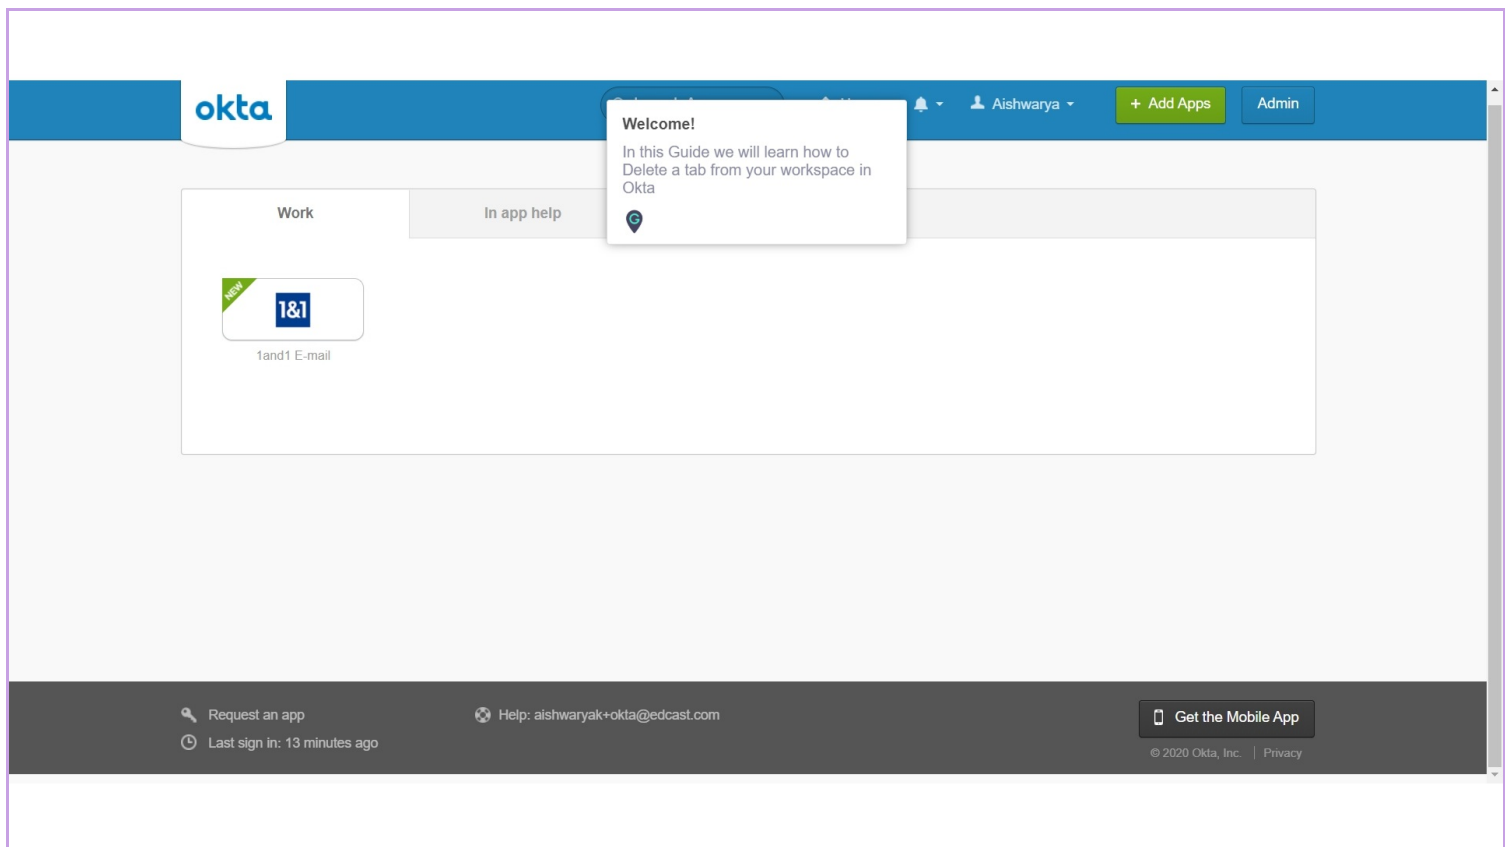 okta
Aishwarya
+ Add Apps
Admin
Welcome!
In this Guide we will learn how to
Delete a tab from your workspace in
Okta
G
Work
In app help
NEW
1&1
1and1 E-mail
Request an app
Help: aishwaryak+okta@edcast.com
Last sign in: 13 minutes ago
Get the Mobile App
© 2020 Okta, Inc. | Privacy